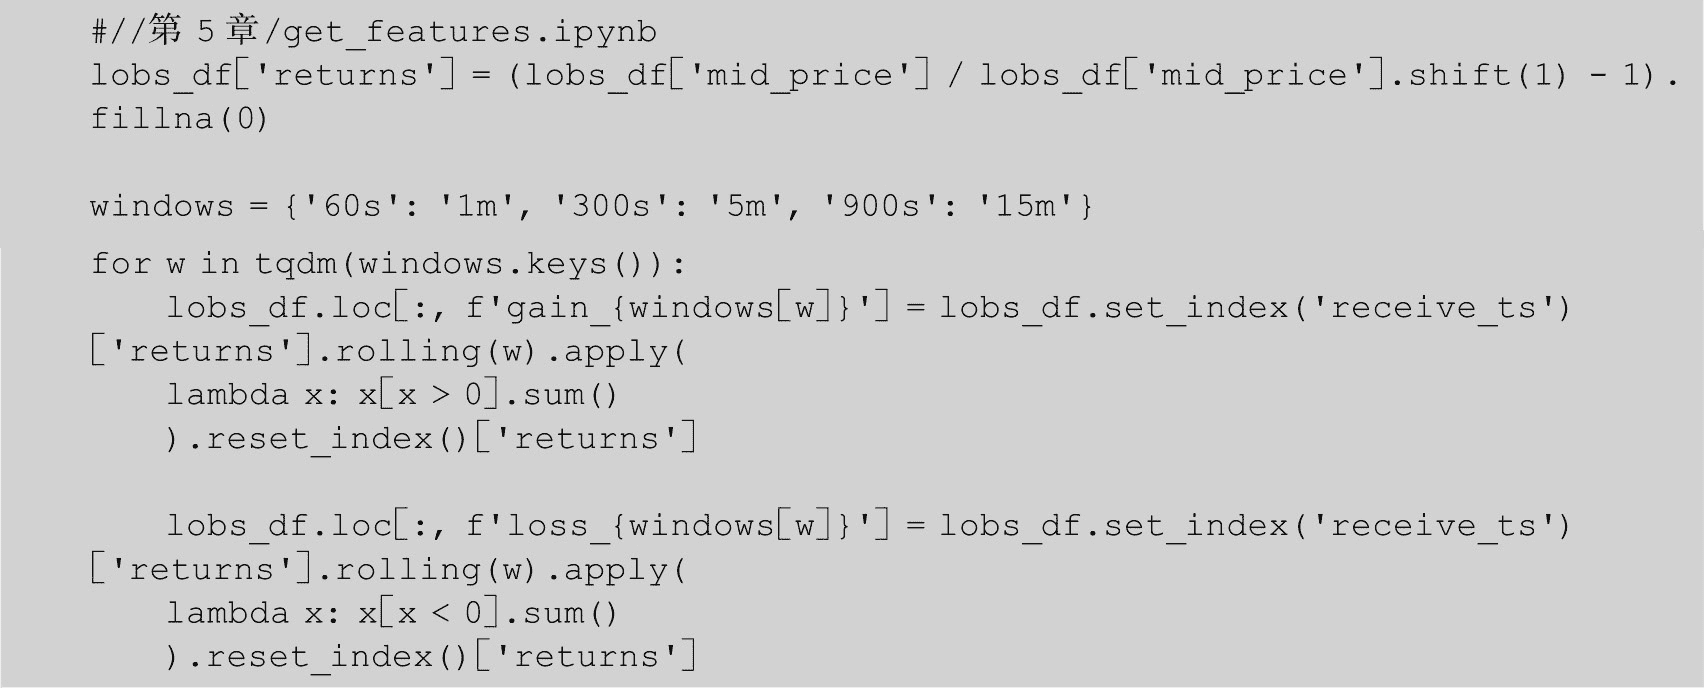 #//第 5 章/get_features.ipynb
lobs_df['returns'] = (lobs_df['mid_price'] / lobs_df['mid_price'].shift(1) - 1).
fillna(0)
windows = {'60s': '1m', '300s': '5m', '900s': '15m'}
for w in tqdm(windows.keys()):
    lobs_df.loc[:, f'gain_{windows[w]}'] = lobs_df.set_index('receive_ts')
['returns'].rolling(w).apply(
    lambda x: x[x > 0].sum()
    ).reset_index()['returns']
    lobs_df.loc[:, f'loss_{windows[w]}'] = lobs_df.set_index('receive_ts')
['returns'].rolling(w).apply(
    lambda x: x[x < 0].sum()
    ).reset_index()['returns']